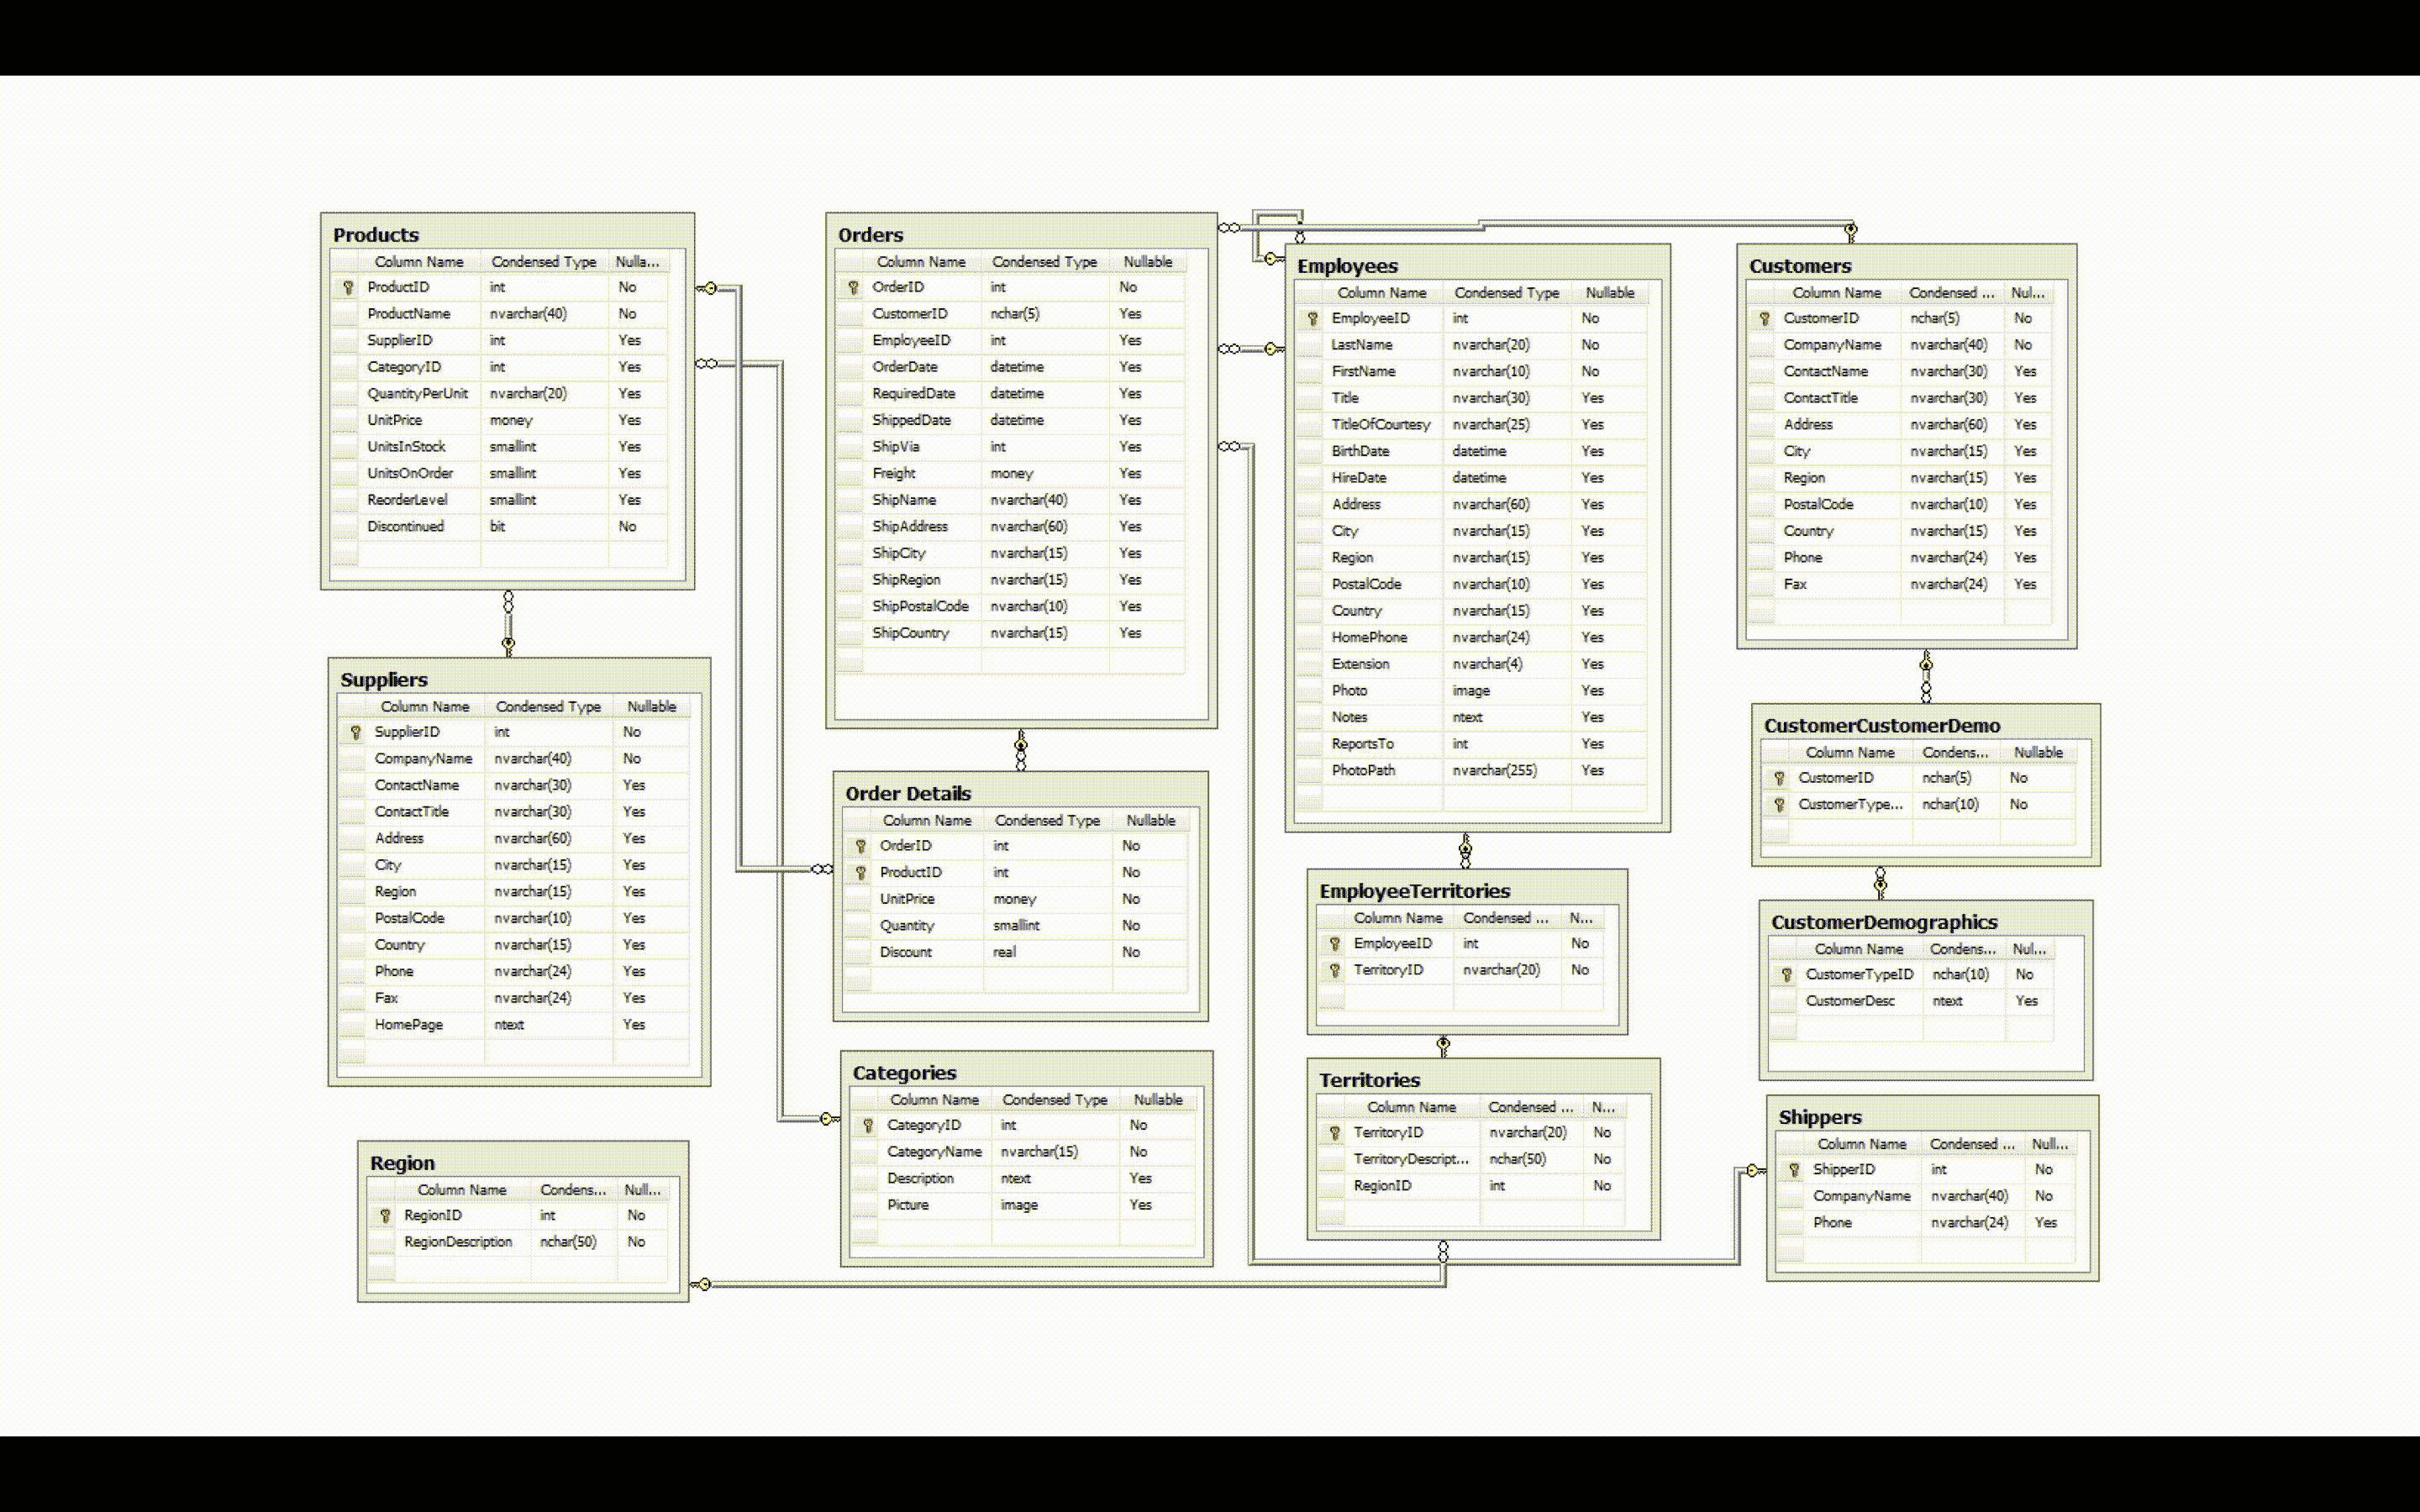 Products
Column Name Condensed Type Nulla...
ProductID int No
ProductName nvarchar(40) No
SupplierID int Yes
CategoryID int Yes
QuantityPerUnit nvarchar(20) Yes
UnitPrice money Yes
UnitsInStock smallint Yes
UnitsOnOrder smallint Yes
ReorderLevel smallint Yes
Discontinued bit No
Suppliers
Column Name Condensed Type Nullable
SupplierID int No
CompanyName nvarchar(40) No
ContactName nvarchar(30) Yes
ContactTitle nvarchar(30) Yes
Address nvarchar(60) Yes
City nvarchar(15) Yes
Region nvarchar(15) Yes
PostalCode nvarchar(10) Yes
Country nvarchar(15) Yes
Phone nvarchar(24) Yes
Fax nvarchar(24) Yes
HomePage ntext Yes
Region
Column Name Condens... Null...
RegionID int No
RegionDescription nchar(50) No
Orders
Column Name Condensed Type Nullable
OrderID int No
CustomerID nchar(5) Yes
EmployeeID int Yes
OrderDate datetime Yes
RequiredDate datetime Yes
ShippedDate datetime Yes
ShipVia int Yes
Freight money Yes
ShipName nvarchar(40) Yes
ShipAddress nvarchar(60) Yes
ShipCity nvarchar(15) Yes
ShipRegion nvarchar(15) Yes
ShipPostalCode nvarchar(10) Yes
ShipCountry nvarchar(15) Yes
Order Details
Column Name Condensed Type Nullable
OrderID int No
ProductID int No
UnitPrice money No
Quantity smallint No
Discount real No
Categories
Column Name Condensed Type Nullable
CategoryID int No
CategoryName nvarchar(15) No
Description ntext Yes
Picture image Yes
Employees
Column Name Condensed Type Nullable
EmployeeID int No
LastName nvarchar(20) No
FirstName nvarchar(10) No
Title nvarchar(30) Yes
TitleOfCourtesy nvarchar(25) Yes
BirthDate datetime Yes
HireDate datetime Yes
Address nvarchar(60) Yes
City nvarchar(15) Yes
Region nvarchar(15) Yes
PostalCode nvarchar(10) Yes
Country nvarchar(15) Yes
HomePhone nvarchar(24) Yes
Extension nvarchar(4) Yes
Photo image Yes
Notes ntext Yes
ReportsTo int Yes
PhotoPath nvarchar(255) Yes
EmployeeTerritories
Column Name Condensed ... N...
EmployeeID int No
TerritoryID nvarchar(20) No
Territories
Column Name Condensed ... N...
TerritoryID nvarchar(20) No
TerritoryDescript... nchar(50) No
RegionID int No
Customers
Column Name Condensed ... Nul...
CustomerID nchar(5) No
CompanyName nvarchar(40) No
ContactName nvarchar(30) Yes
ContactTitle nvarchar(30) Yes
Address nvarchar(60) Yes
City nvarchar(15) Yes
Region nvarchar(15) Yes
PostalCode nvarchar(10) Yes
Country nvarchar(15) Yes
Phone nvarchar(24) Yes
Fax nvarchar(24) Yes
CustomerCustomerDemo
Column Name Condens... Nullable
CustomerID nchar(5) No
CustomerType... nchar(10) No
CustomerDemographics
Column Name Condens... Nul...
CustomerTypeID nchar(10) No
CustomerDesc ntext Yes
Shippers
Column Name Condensed ... Null...
ShipperID int No
CompanyName nvarchar(40) No
Phone nvarchar(24) Yes